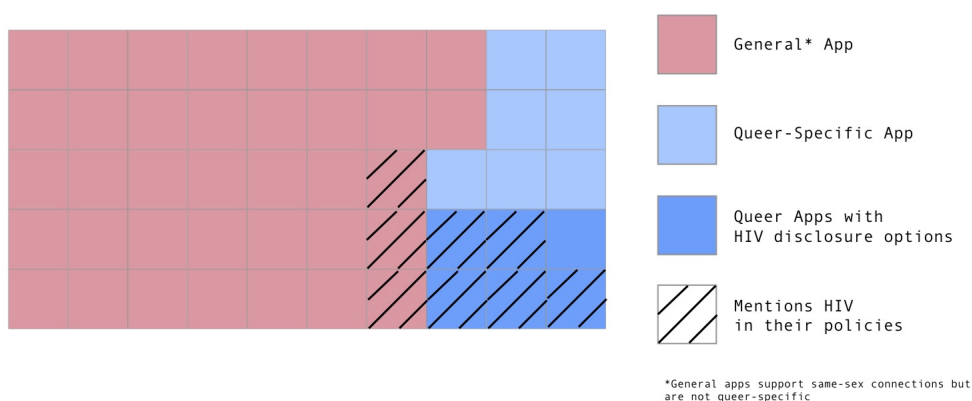 General* App
Queer-Specific App
Queer Apps with
HIV disclosure options
Mentions HIV
in their policies
*General apps support same-sex connections but
are not queer-specific